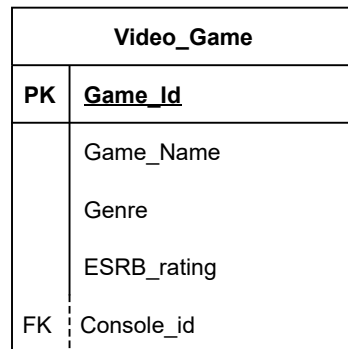 Video_Game
PK Game_Id
Game_Name
Genre
ESRB_rating
FK Console_id